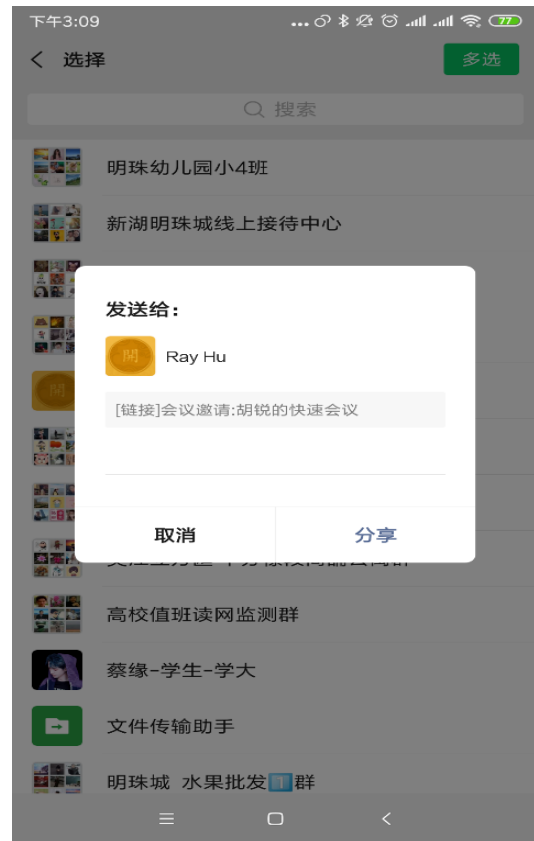 下午3:09
77
选择
多选
搜索
明珠幼儿园小4班
新湖明珠城线上接待中心
发送给:
開
Ray Hu
開
[链接]会议邀请:胡锐的快速会议
取消
分享
高校值班读网监测群
蔡缘-学生-学大
文件传输助手
明珠城 水果批发1️⃣群